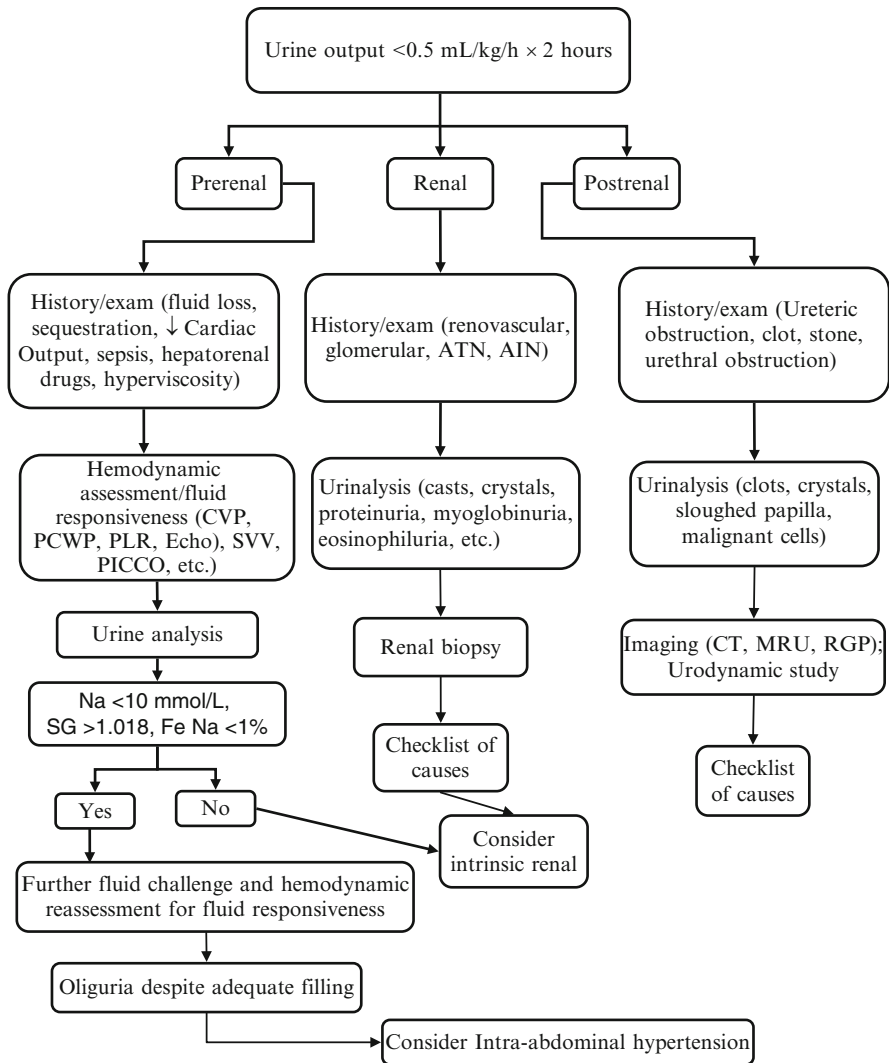 Urine output <0.5 mL/kg/h × 2 hours
Prerenal
Renal
Postrenal
History/exam (fluid loss,
sequestration, ↓ Cardiac
Output, sepsis, hepatorenal
drugs, hyperviscosity)
History/exam (renovascular,
glomerular, ATN, AIN)
History/exam (Ureteric
obstruction, clot, stone,
urethral obstruction)
Hemodynamic
assessment/fluid
responsiveness (CVP,
PCWP, PLR, Echo), SVV,
PICCO, etc.)
Urinalysis (casts, crystals,
proteinuria, myoglobinuria,
eosinophiluria, etc.)
Urinalysis (clots, crystals,
sloughed papilla,
malignant cells)
Urine analysis
Renal biopsy
Imaging (CT, MRU, RGP);
Urodynamic study
Na <10 mmol/L,
SG >1.018, Fe Na <1%
Checklist of
causes
Checklist
of causes
Yes
No
Consider
intrinsic renal
Further fluid challenge and hemodynamic
reassessment for fluid responsiveness
Oliguria despite adequate filling
Consider Intra-abdominal hypertension